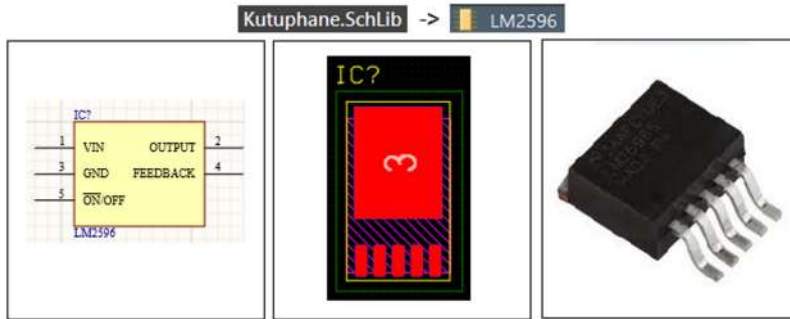 Kutuphane.SchLib -> LM2596
IC?
1 VIN OUTPUT 2
3 GND FEEDBACK 4
5 ON/OFF
LM2596
IC?
3